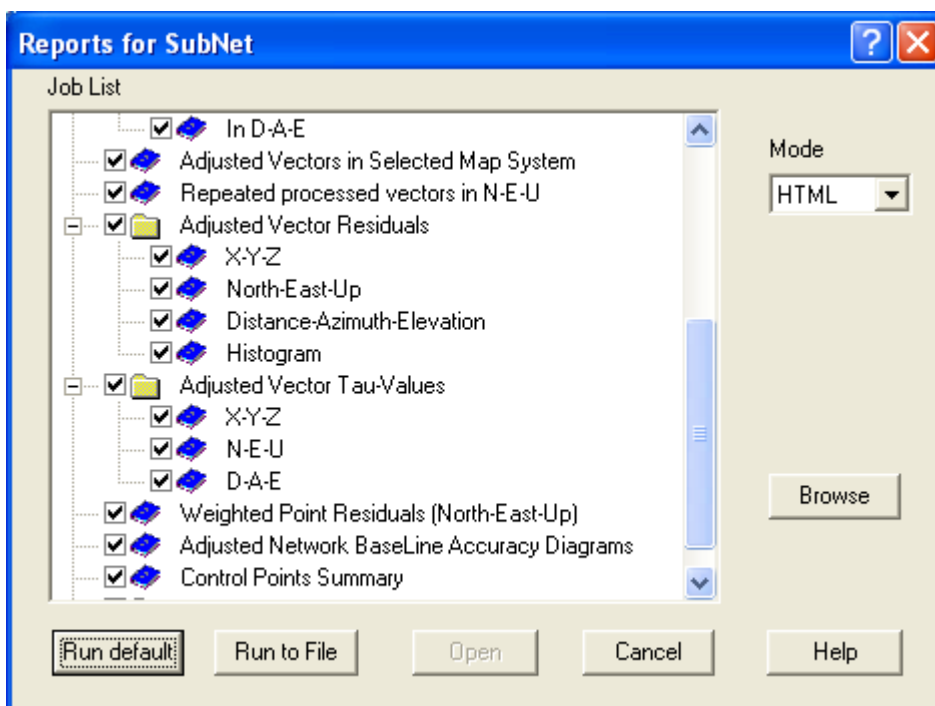 Reports for SubNet
Job List
In D-A-E
Adjusted Vectors in Selected Map System
Repeated processed vectors in N-E-U
Adjusted Vector Residuals
X-Y-Z
North-East-Up
Distance-Azimuth-Elevation
Histogram
Adjusted Vector Tau-Values
X-Y-Z
N-E-U
D-A-E
Weighted Point Residuals (North-East-Up)
Adjusted Network BaseLine Accuracy Diagrams
Control Points Summary
Mode
HTML
Browse
Run default
Run to File
Open
Cancel
Help